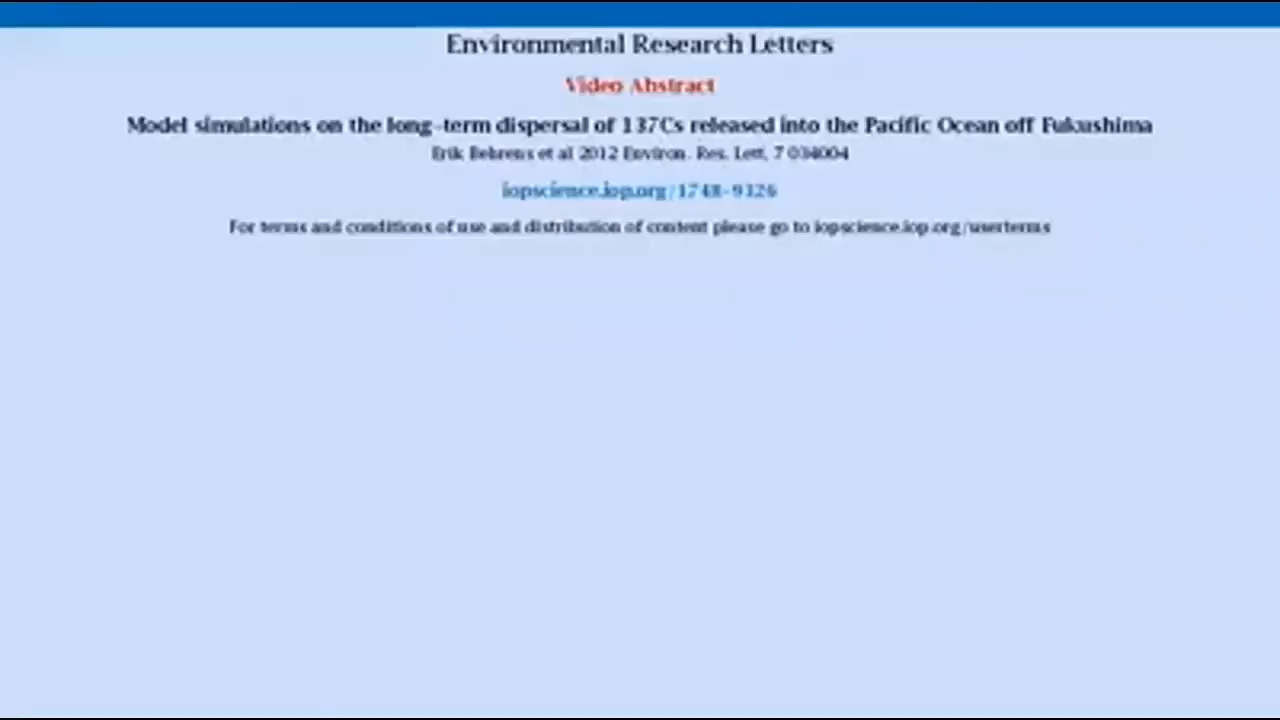 Environmental Research Letters
Video Abstract
Model simulations on the long-term dispersal of 137Cs released into the Pacific Ocean off Fukushima
Erik Behrens et al 2012 Environ. Res. Lett. 7 034004
iopscience.iop.org/1748-9326
For terms and conditions of use and distribution of content please go to iopscience.iop.org/userterms